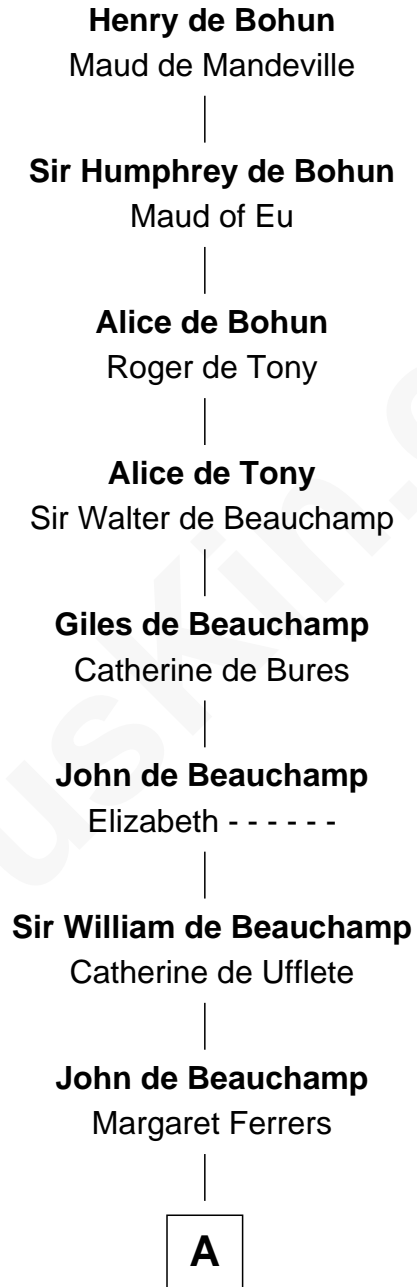 Henry de Bohun
Maud de Mandeville
Sir Humphrey de Bohun
Maud of Eu
Alice de Bohun
Roger de Tony
Alice de Tony
Sir Walter de Beauchamp
Giles de Beauchamp
Catherine de Bures
John de Beauchamp
Elizabeth - - - - - -
Sir William de Beauchamp
Catherine de Ufflete
John de Beauchamp
Margaret Ferrers
A